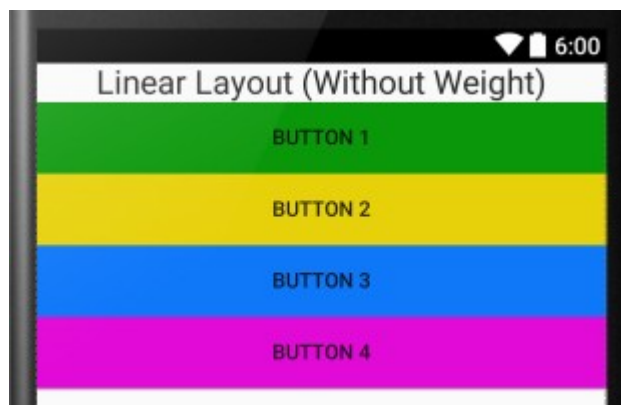 6:00
Linear Layout (Without Weight)
BUTTON 1
BUTTON 2
BUTTON 3
BUTTON 4